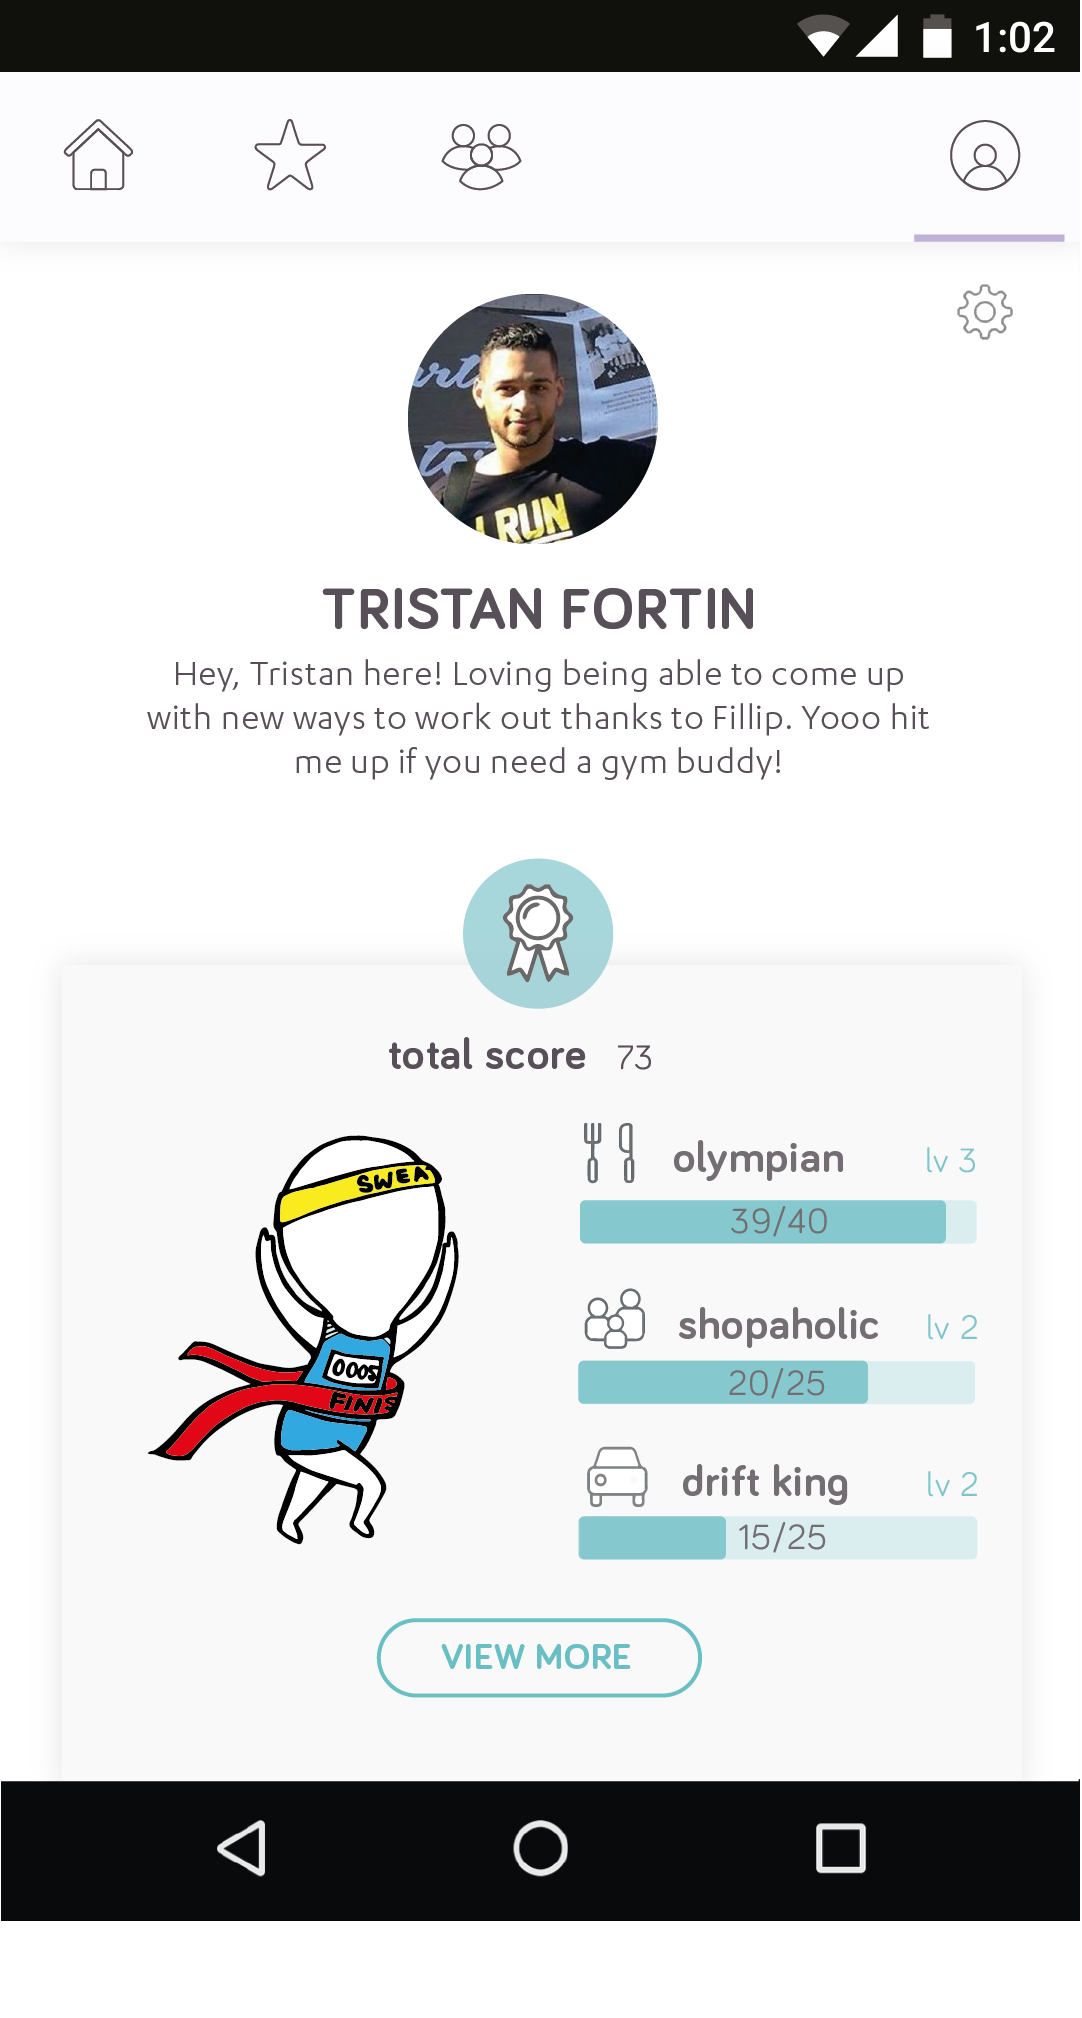 1:02
RUN
TRISTAN FORTIN
Hey, Tristan here! Loving being able to come up
with new ways to work out thanks to Fillip. Yooo hit
me up if you need a gym buddy!
total score 73
SWEA
0005
FINIS
olympian lv 3
39/40
shopaholic lv 2
20/25
drift king lv 2
15/25
VIEW MORE